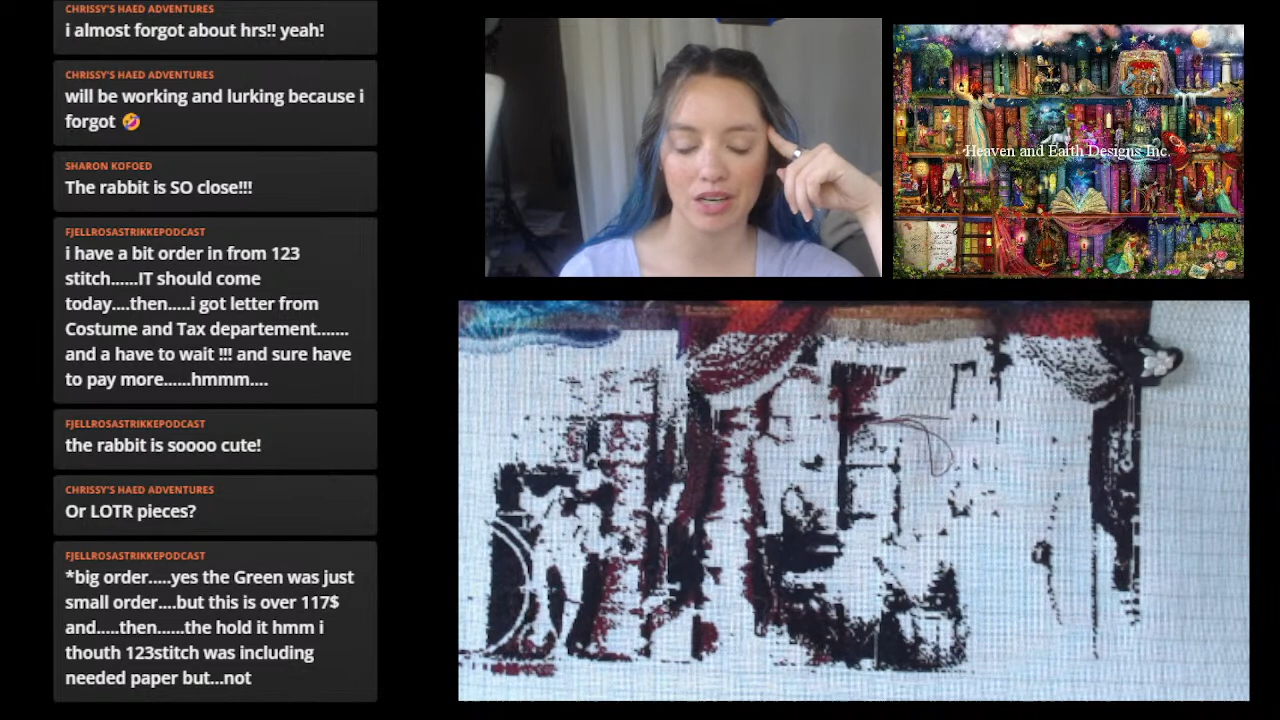 CHRISSY'S HAED ADVENTURES
i almost forgot about hrs!! yeah!
CHRISSY'S HAED ADVENTURES
will be working and lurking because i
forgot 🤣
SHARON KOFOED
The rabbit is SO close!!!
FJELLROSASTRIKKEPODCAST
i have a bit order in from 123
stitch......IT should come
today....then.....i got letter from
Costume and Tax departement.......
and a have to wait !!! and sure have
to pay more......hmmm....
FJELLROSASTRIKKEPODCAST
the rabbit is soooo cute!
CHRISSY'S HAED ADVENTURES
Or LOTR pieces?
FJELLROSASTRIKKEPODCAST
*big order.....yes the Green was just
small order....but this is over 117$
and.....then......the hold it hmm i
thouth 123stitch was including
needed paper but...not
Heaven and Earth Designs Inc.